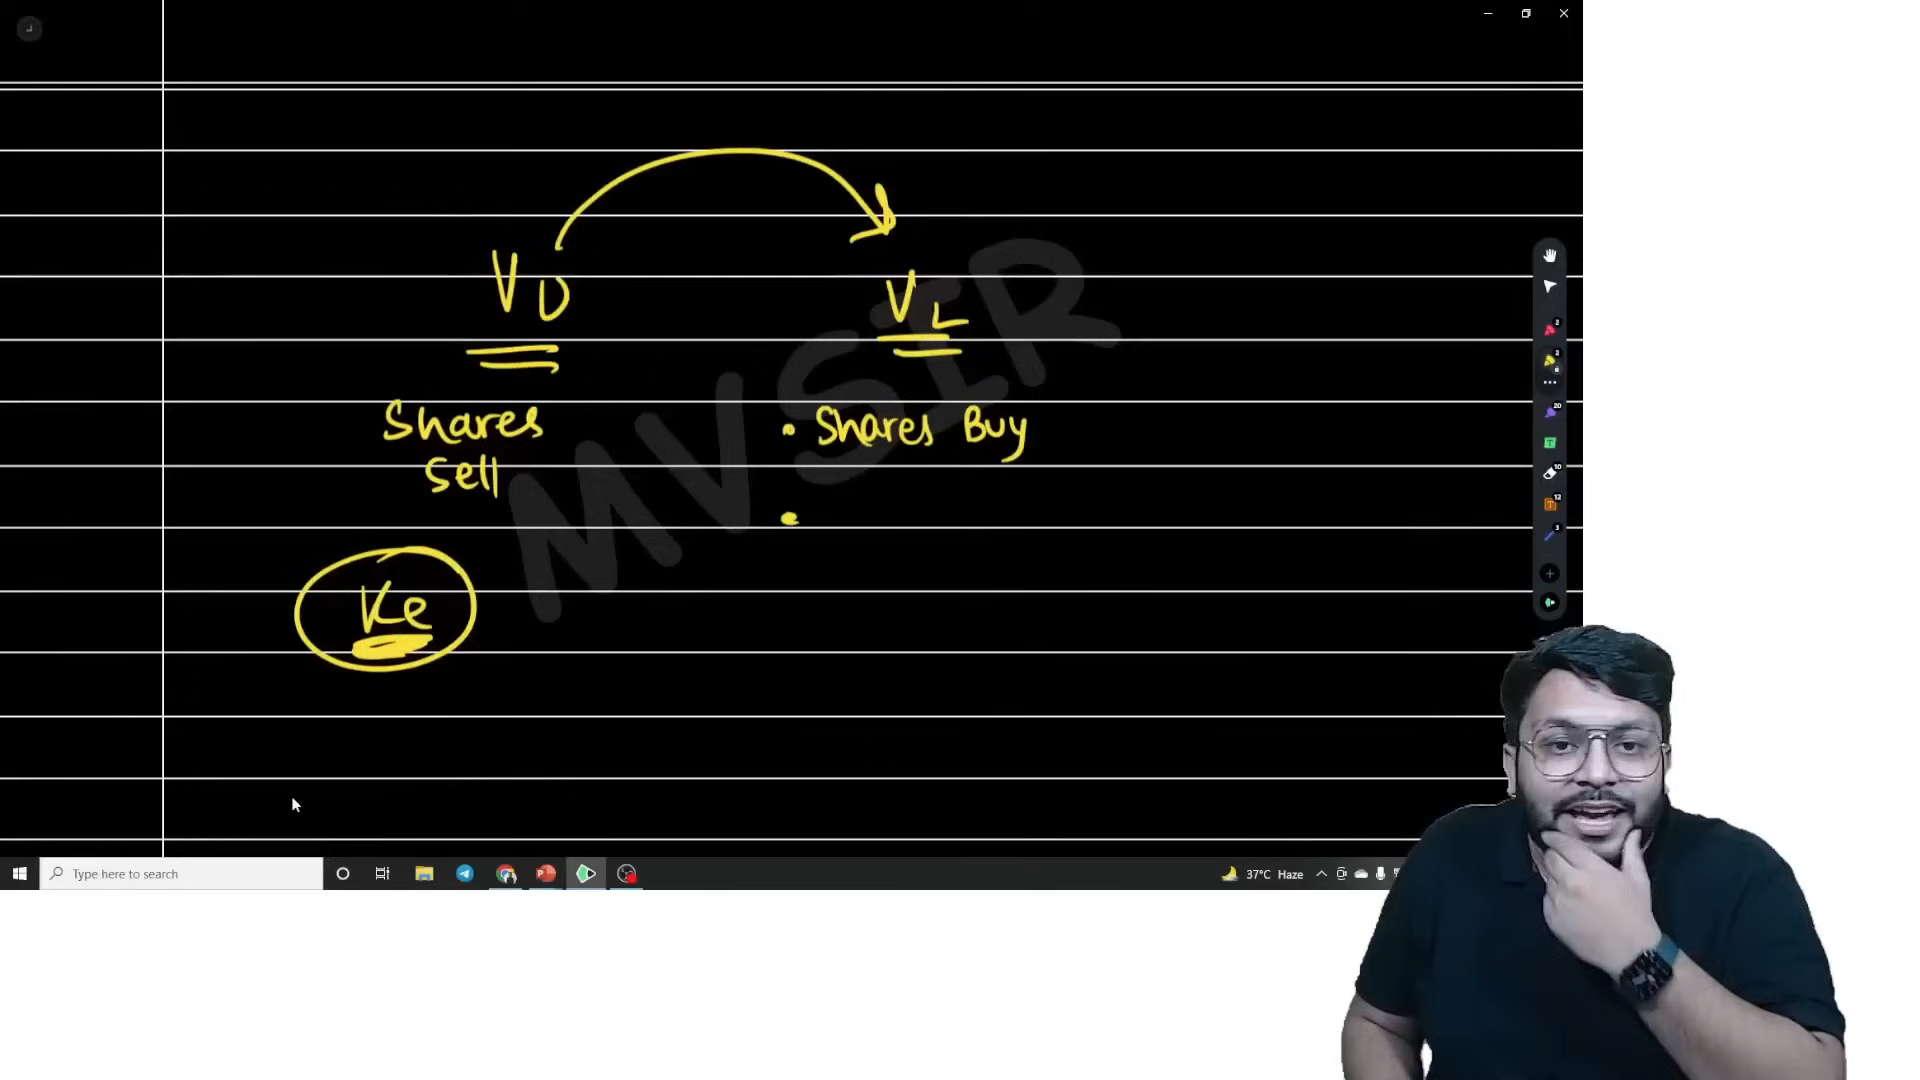 VU
VL
Shares
Sell
• Shares Buy
•
Ke
MVSIR
Type here to search
37°C Haze